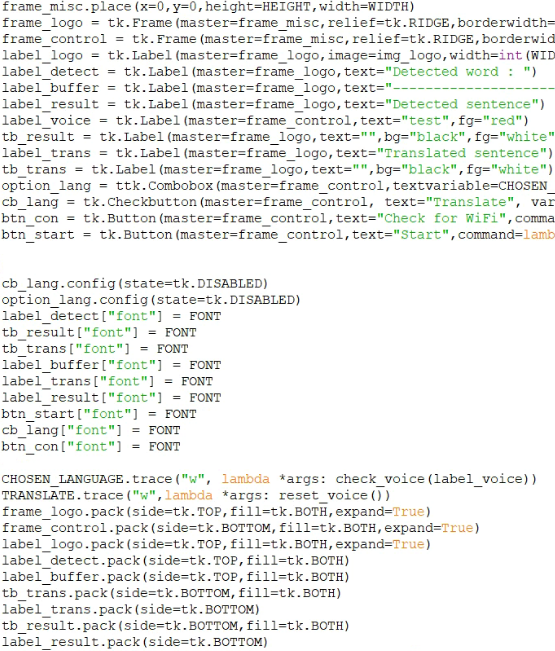 frame_misc.place(x=0,y=0,height=HEIGHT,width=WIDTH)
frame_logo = tk.Frame(master=frame_misc,relief=tk.RIDGE,borderwidth=
frame_control = tk.Frame(master=frame_misc,relief=tk.RIDGE,borderwid
label_logo = tk.Label(master=frame_logo,image=img_logo,width=int(WID
label_detect = tk.Label(master=frame_logo,text="Detected word : ")
label_buffer = tk.Label(master=frame_logo,text="--------------------
label_result = tk.Label(master=frame_logo,text="Detected sentence")
label_voice = tk.Label(master=frame_control,text="test",fg="red")
tb_result = tk.Label(master=frame_logo,text="",bg="black",fg="white"
label_trans = tk.Label(master=frame_logo,text="Translated sentence")
tb_trans = tk.Label(master=frame_logo,text="",bg="black",fg="white")
option_lang = ttk.Combobox(master=frame_control,textvariable=CHOSEN_
cb_lang = tk.Checkbutton(master=frame_control, text="Translate", var
btn_con = tk.Button(master=frame_control,text="Check for WiFi",comma
btn_start = tk.Button(master=frame_control,text="Start",command=lamb
cb_lang.config(state=tk.DISABLED)
option_lang.config(state=tk.DISABLED)
label_detect["font"] = FONT
tb_result["font"] = FONT
tb_trans["font"] = FONT
label_buffer["font"] = FONT
label_trans["font"] = FONT
label_result["font"] = FONT
btn_start["font"] = FONT
cb_lang["font"] = FONT
btn_con["font"] = FONT
CHOSEN_LANGUAGE.trace("w", lambda *args: check_voice(label_voice))
TRANSLATE.trace("w",lambda *args: reset_voice())
frame_logo.pack(side=tk.TOP,fill=tk.BOTH,expand=True)
frame_control.pack(side=tk.BOTTOM,fill=tk.BOTH,expand=True)
label_logo.pack(side=tk.TOP,fill=tk.BOTH,expand=True)
label_detect.pack(side=tk.TOP,fill=tk.BOTH)
label_buffer.pack(side=tk.TOP,fill=tk.BOTH)
tb_trans.pack(side=tk.BOTTOM,fill=tk.BOTH)
label_trans.pack(side=tk.BOTTOM)
tb_result.pack(side=tk.BOTTOM,fill=tk.BOTH)
label_result.pack(side=tk.BOTTOM)